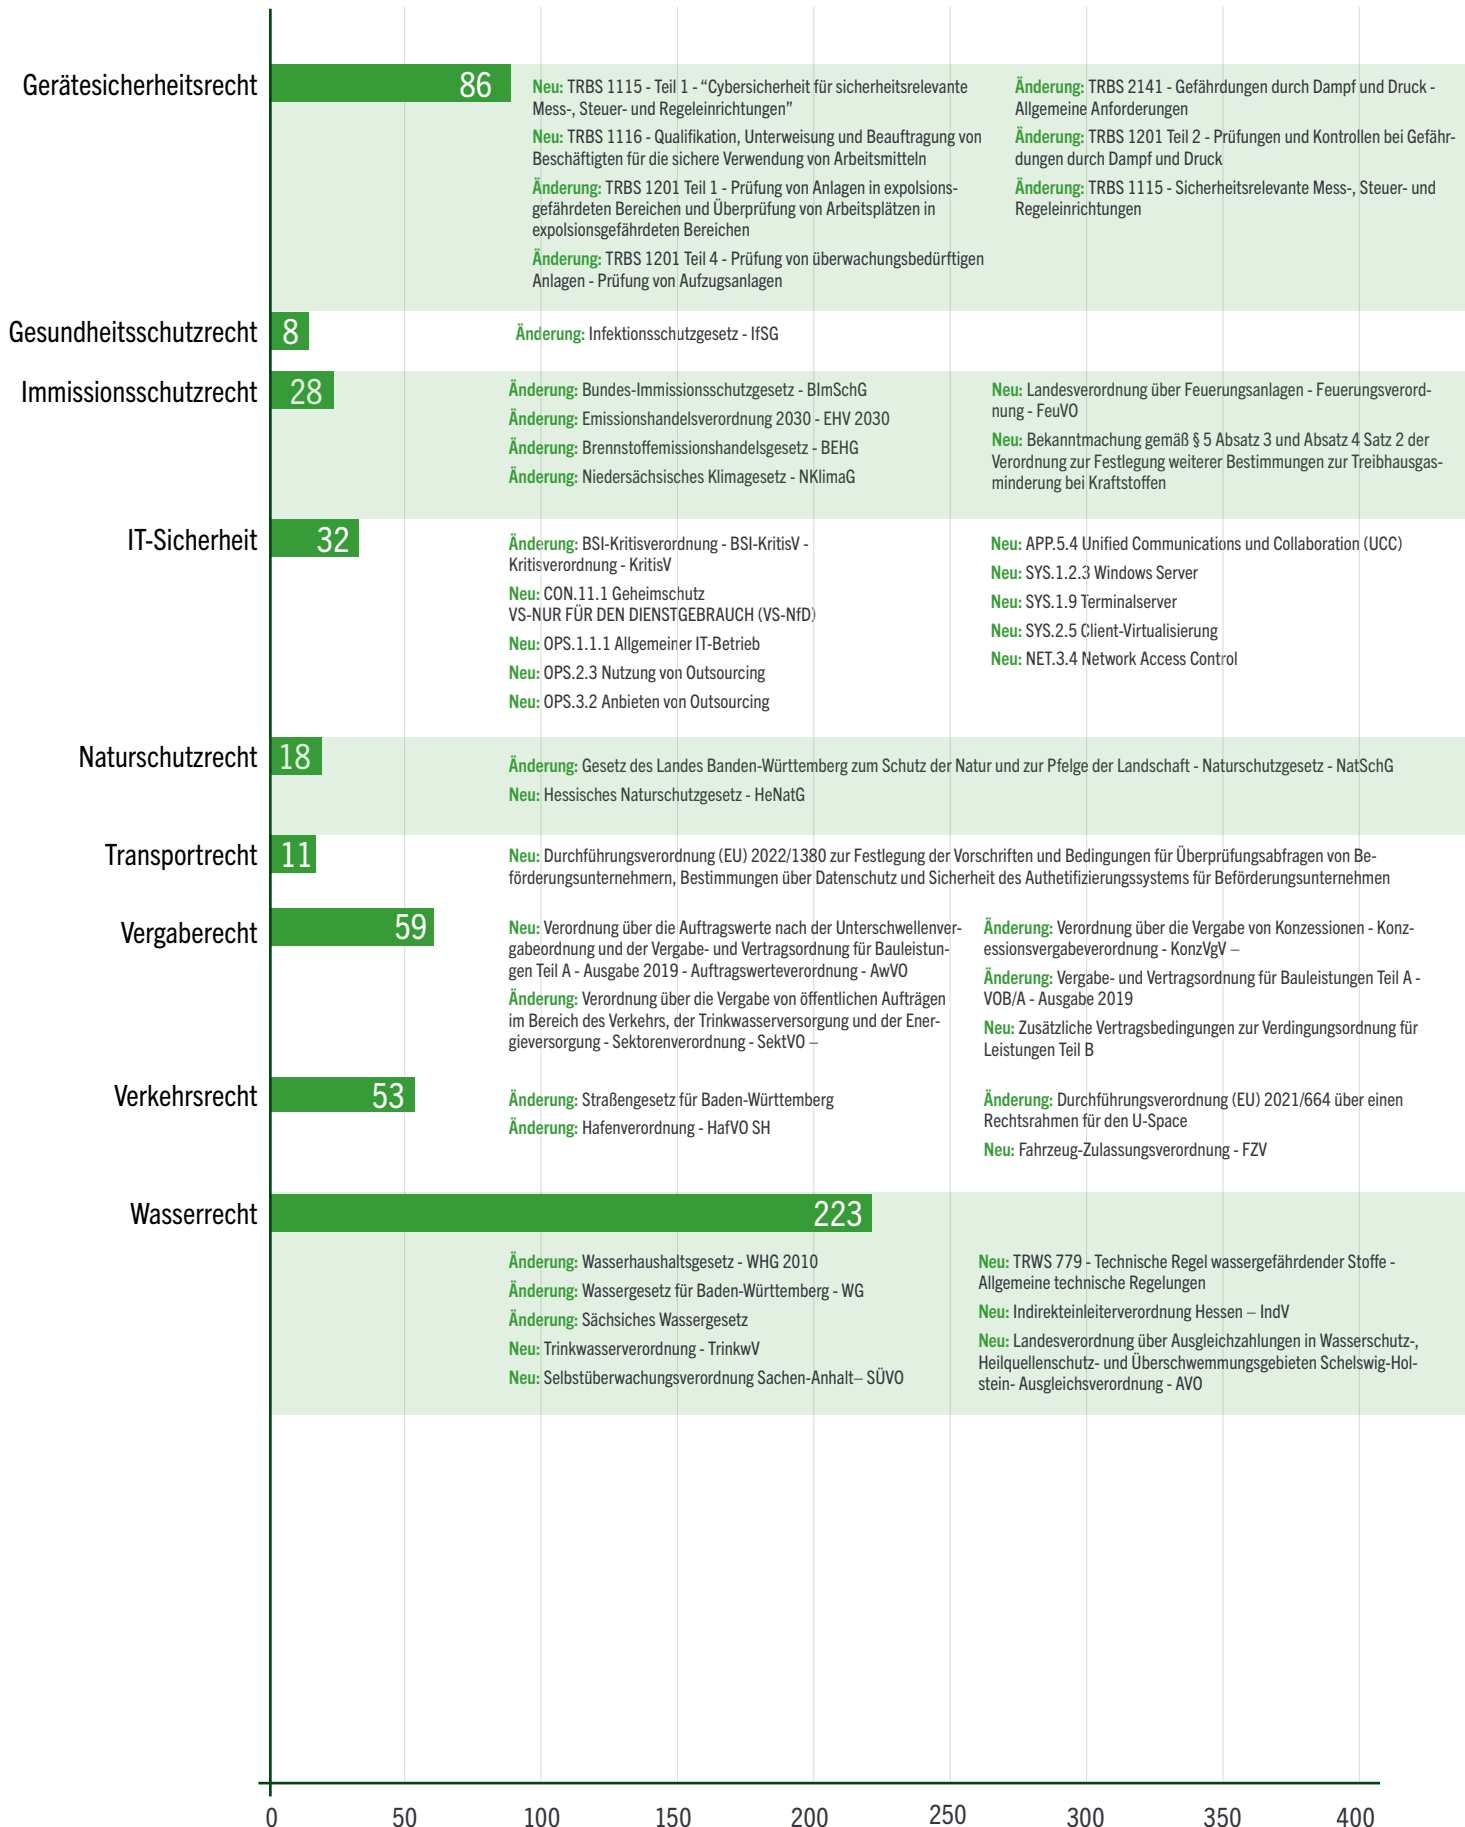 Gerätesicherheitsrecht
86
Neu: TRBS 1115 - Teil 1 - “Cybersicherheit für sicherheitsrelevante
Mess-, Steuer- und Regeleinrichtungen”
Neu: TRBS 1116 - Qualifikation, Unterweisung und Beauftragung von
Beschäftigten für die sichere Verwendung von Arbeitsmitteln
Änderung: TRBS 1201 Teil 1 - Prüfung von Anlagen in expolsions-
gefährdeten Bereichen und Überprüfung von Arbeitsplätzen in
expolsionsgefährdeten Bereichen
Änderung: TRBS 1201 Teil 4 - Prüfung von überwachungsbedürftigen
Anlagen - Prüfung von Aufzugsanlagen
Änderung: TRBS 2141 - Gefährdungen durch Dampf und Druck -
Allgemeine Anforderungen
Änderung: TRBS 1201 Teil 2 - Prüfungen und Kontrollen bei Gefähr-
dungen durch Dampf und Druck
Änderung: TRBS 1115 - Sicherheitsrelevante Mess-, Steuer- und
Regeleinrichtungen
Gesundheitsschutzrecht
8
Änderung: Infektionsschutzgesetz - IfSG
Immissionsschutzrecht
28
Änderung: Bundes-Immissionsschutzgesetz - BImSchG
Änderung: Emissionshandelsverordnung 2030 - EHV 2030
Änderung: Brennstoffemissionshandelsgesetz - BEHG
Änderung: Niedersächsisches Klimagesetz - NKlimaG
Neu: Landesverordnung über Feuerungsanlagen - Feuerungsverord-
nung - FeuVO
Neu: Bekanntmachung gemäß § 5 Absatz 3 und Absatz 4 Satz 2 der
Verordnung zur Festlegung weiterer Bestimmungen zur Treibhausgas-
minderung bei Kraftstoffen
IT-Sicherheit
32
Änderung: BSI-Kritisverordnung - BSI-KritisV -
Kritisverordnung - KritisV
Neu: CON.11.1 Geheimschutz
VS-NUR FÜR DEN DIENSTGEBRAUCH (VS-NfD)
Neu: OPS.1.1.1 Allgemeiner IT-Betrieb
Neu: OPS.2.3 Nutzung von Outsourcing
Neu: OPS.3.2 Anbieten von Outsourcing
Neu: APP.5.4 Unified Communications und Collaboration (UCC)
Neu: SYS.1.2.3 Windows Server
Neu: SYS.1.9 Terminalserver
Neu: SYS.2.5 Client-Virtualisierung
Neu: NET.3.4 Network Access Control
Naturschutzrecht
18
Änderung: Gesetz des Landes Banden-Württemberg zum Schutz der Natur und zur Pfelge der Landschaft - Naturschutzgesetz - NatSchG
Neu: Hessisches Naturschutzgesetz - HeNatG
Transportrecht
11
Neu: Durchführungsverordnung (EU) 2022/1380 zur Festlegung der Vorschriften und Bedingungen für Überprüfungsabfragen von Be-
förderungsunternehmern, Bestimmungen über Datenschutz und Sicherheit des Authetifizierungssystems für Beförderungsunternehmen
Vergaberecht
59
Neu: Verordnung über die Auftragswerte nach der Unterschwellenver-
gabeordnung und der Vergabe- und Vertragsordnung für Bauleistun-
gen Teil A - Ausgabe 2019 - Auftragswerteverordnung - AwVO
Änderung: Verordnung über die Vergabe von öffentlichen Aufträgen
im Bereich des Verkehrs, der Trinkwasserversorgung und der Ener-
gieversorgung - Sektorenverordnung - SektVO –
Änderung: Verordnung über die Vergabe von Konzessionen - Konz-
essionsvergabeverordnung - KonzVgV –
Änderung: Vergabe- und Vertragsordnung für Bauleistungen Teil A -
VOB/A - Ausgabe 2019
Neu: Zusätzliche Vertragsbedingungen zur Verdingungsordnung für
Leistungen Teil B
Verkehrsrecht
53
Änderung: Straßengesetz für Baden-Württemberg
Änderung: Hafenverordnung - HafVO SH
Änderung: Durchführungsverordnung (EU) 2021/664 über einen
Rechtsrahmen für den U-Space
Neu: Fahrzeug-Zulassungsverordnung - FZV
Wasserrecht
223
Änderung: Wasserhaushaltsgesetz - WHG 2010
Änderung: Wassergesetz für Baden-Württemberg - WG
Änderung: Sächsiches Wassergesetz
Neu: Trinkwasserverordnung - TrinkwV
Neu: Selbstüberwachungsverordnung Sachen-Anhalt– SÜVO
Neu: TRWS 779 - Technische Regel wassergefährdender Stoffe -
Allgemeine technische Regelungen
Neu: Indirekteinleiterverordnung Hessen – IndV
Neu: Landesverordnung über Ausgleichzahlungen in Wasserschutz-,
Heilquellenschutz- und Überschwemmungsgebieten Schelswig-Hol-
stein- Ausgleichsverordnung - AVO
0 50 100 150 200 250 300 350 400